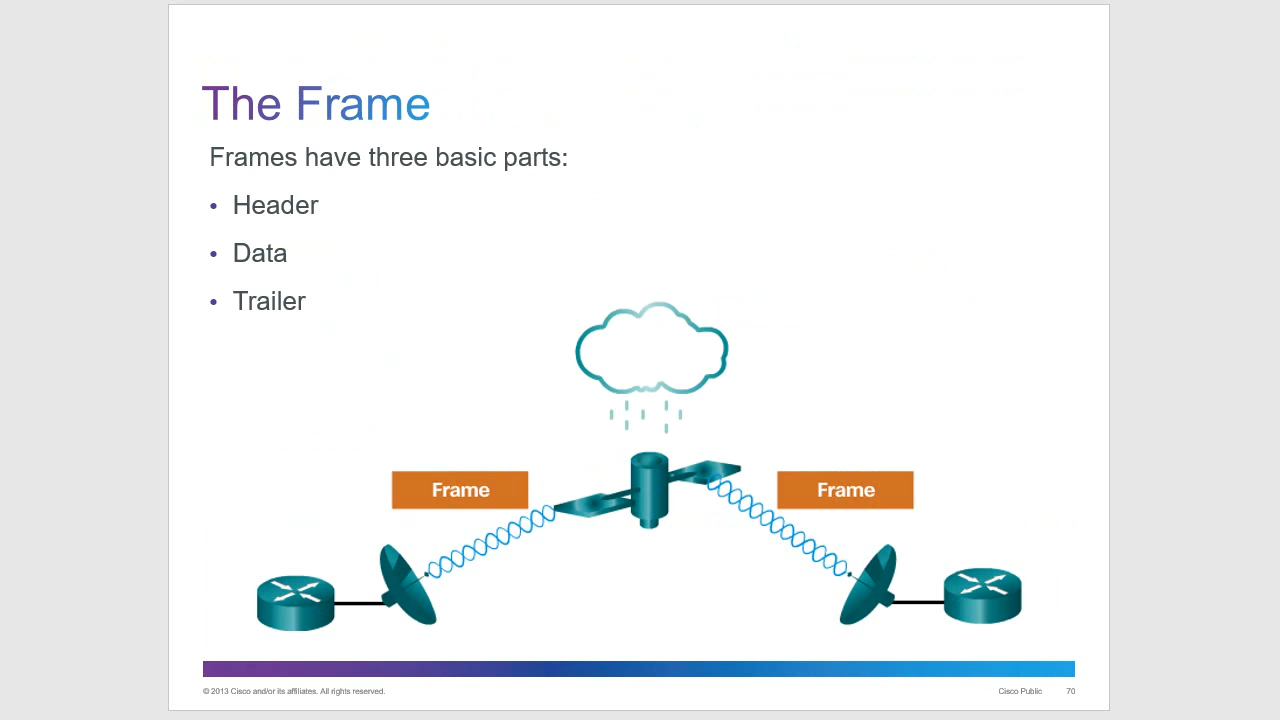 The Frame
Frames have three basic parts:
• Header
• Data
• Trailer
Frame
Frame
© 2013 Cisco and/or its affiliates. All rights reserved.
Cisco Public
70